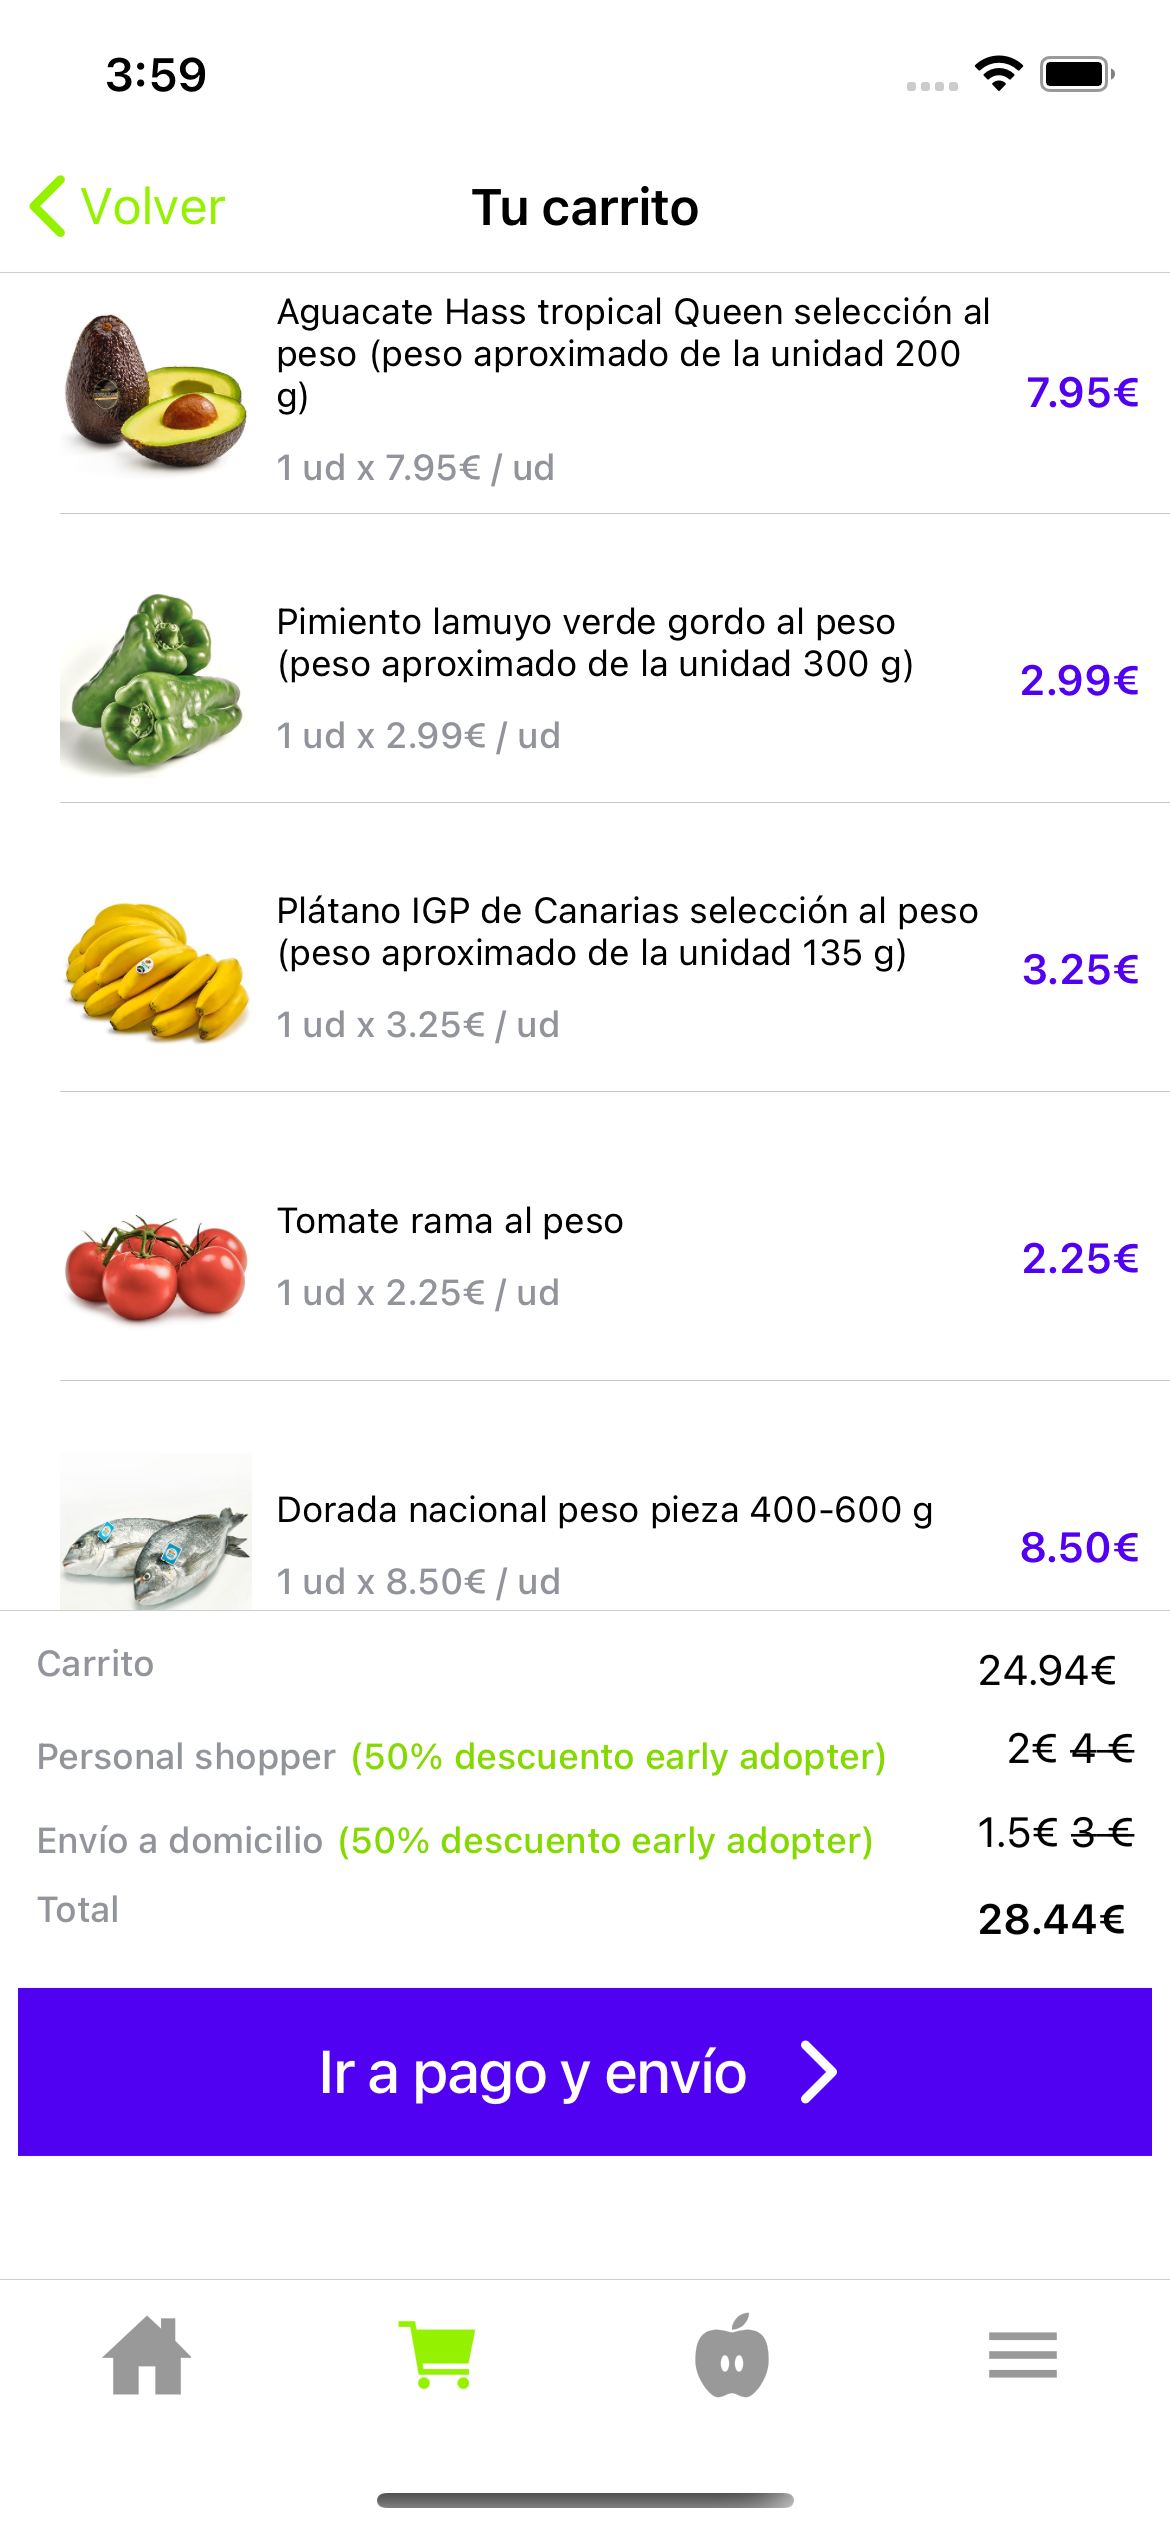 3:59
Volver
Tu carrito
Aguacate Hass tropical Queen selección al
peso (peso aproximado de la unidad 200
g)
7.95€
1 ud x 7.95€ / ud
Pimiento lamuyo verde gordo al peso
(peso aproximado de la unidad 300 g)
2.99€
1 ud x 2.99€ / ud
Plátano IGP de Canarias selección al peso
(peso aproximado de la unidad 135 g)
3.25€
1 ud x 3.25€ / ud
Tomate rama al peso
2.25€
1 ud x 2.25€ / ud
Dorada nacional peso pieza 400-600 g
8.50€
1 ud x 8.50€ / ud
Carrito 24.94€
Personal shopper (50% descuento early adopter) 2€ 4 €
Envío a domicilio (50% descuento early adopter) 1.5€ 3 €
Total 28.44€
Ir a pago y envío